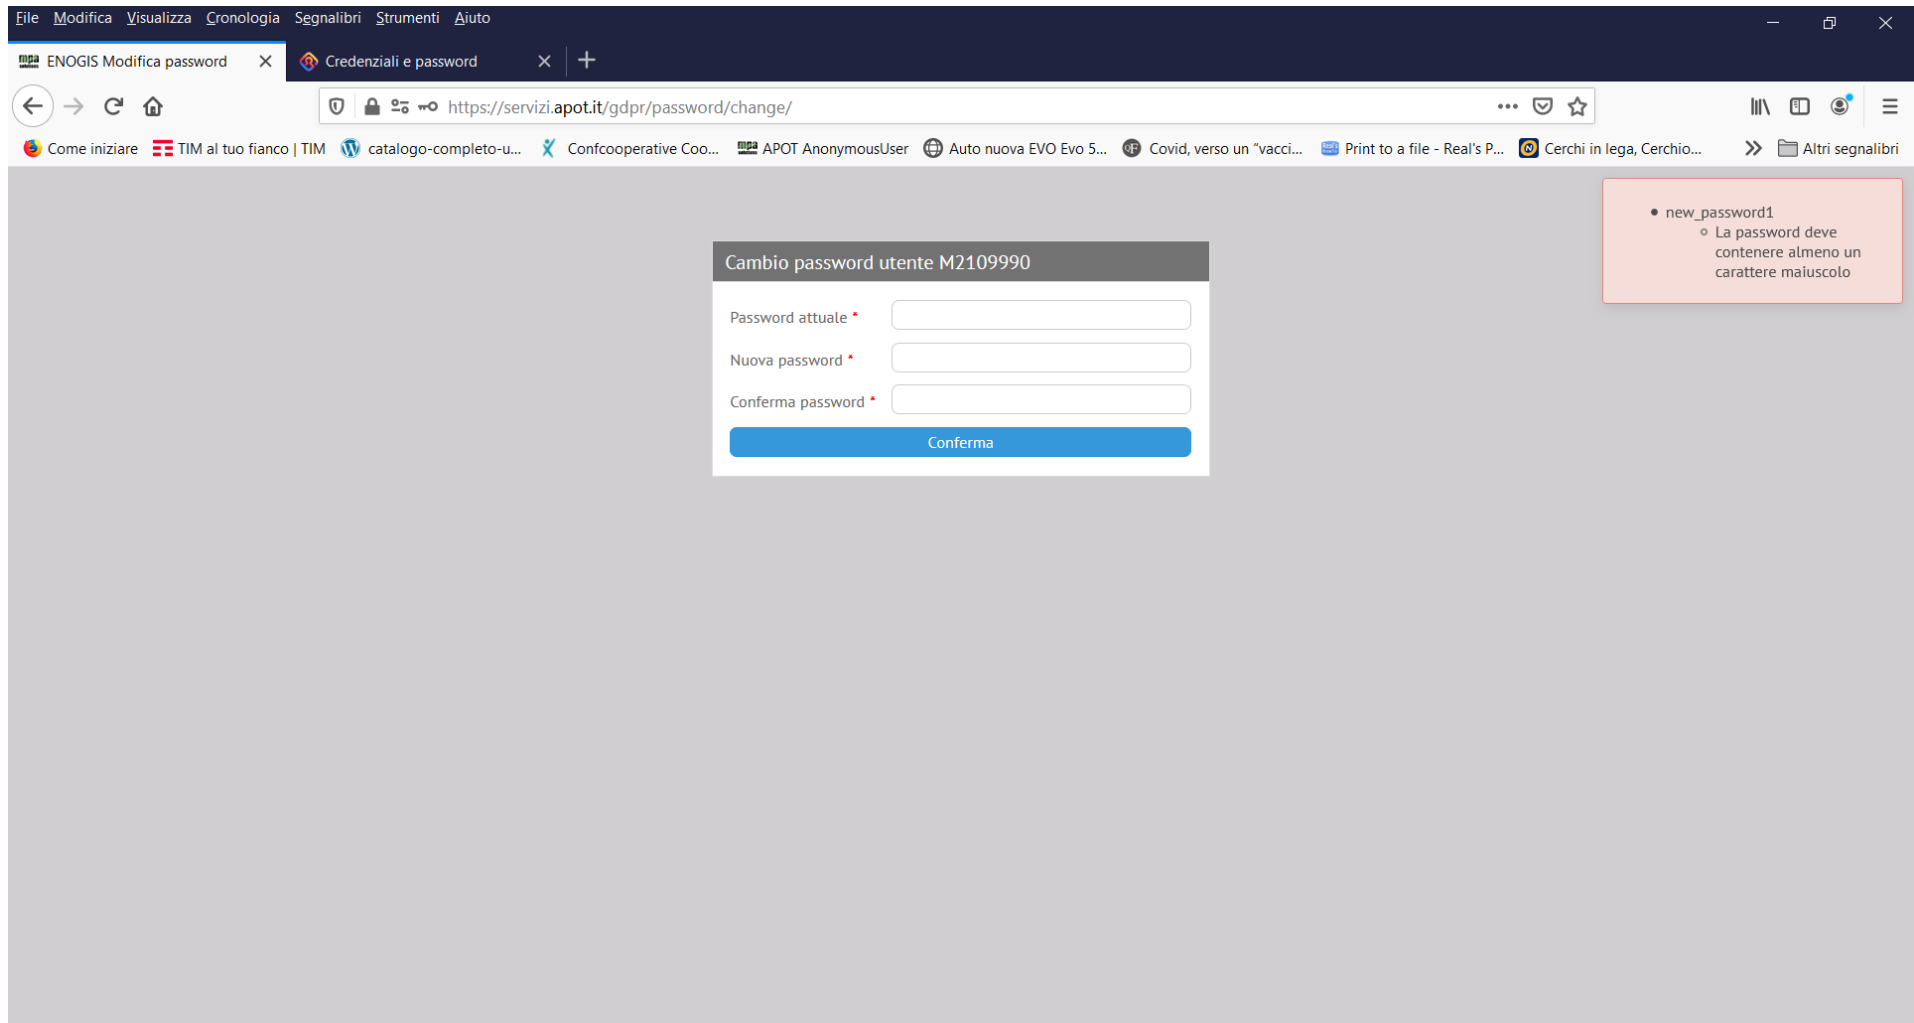 File Modifica Visualizza Cronologia Segnalibri Strumenti Aiuto
mpa ENOGIS Modifica password
Credenziali e password
https://servizi.apot.it/gdpr/password/change/
Come iniziare TIM al tuo fianco | TIM catalogo-completo-u... Confcooperative Coo... APOT AnonymousUser Auto nuova EVO Evo 5... Covid, verso un "vacci... Print to a file - Real's P... Cerchi in lega, Cerchio... Altri segnalibri
new_password1
La password deve
contenere almeno un
carattere maiuscolo
Cambio password utente M2109990
Password attuale *
Nuova password *
Conferma password *
Conferma